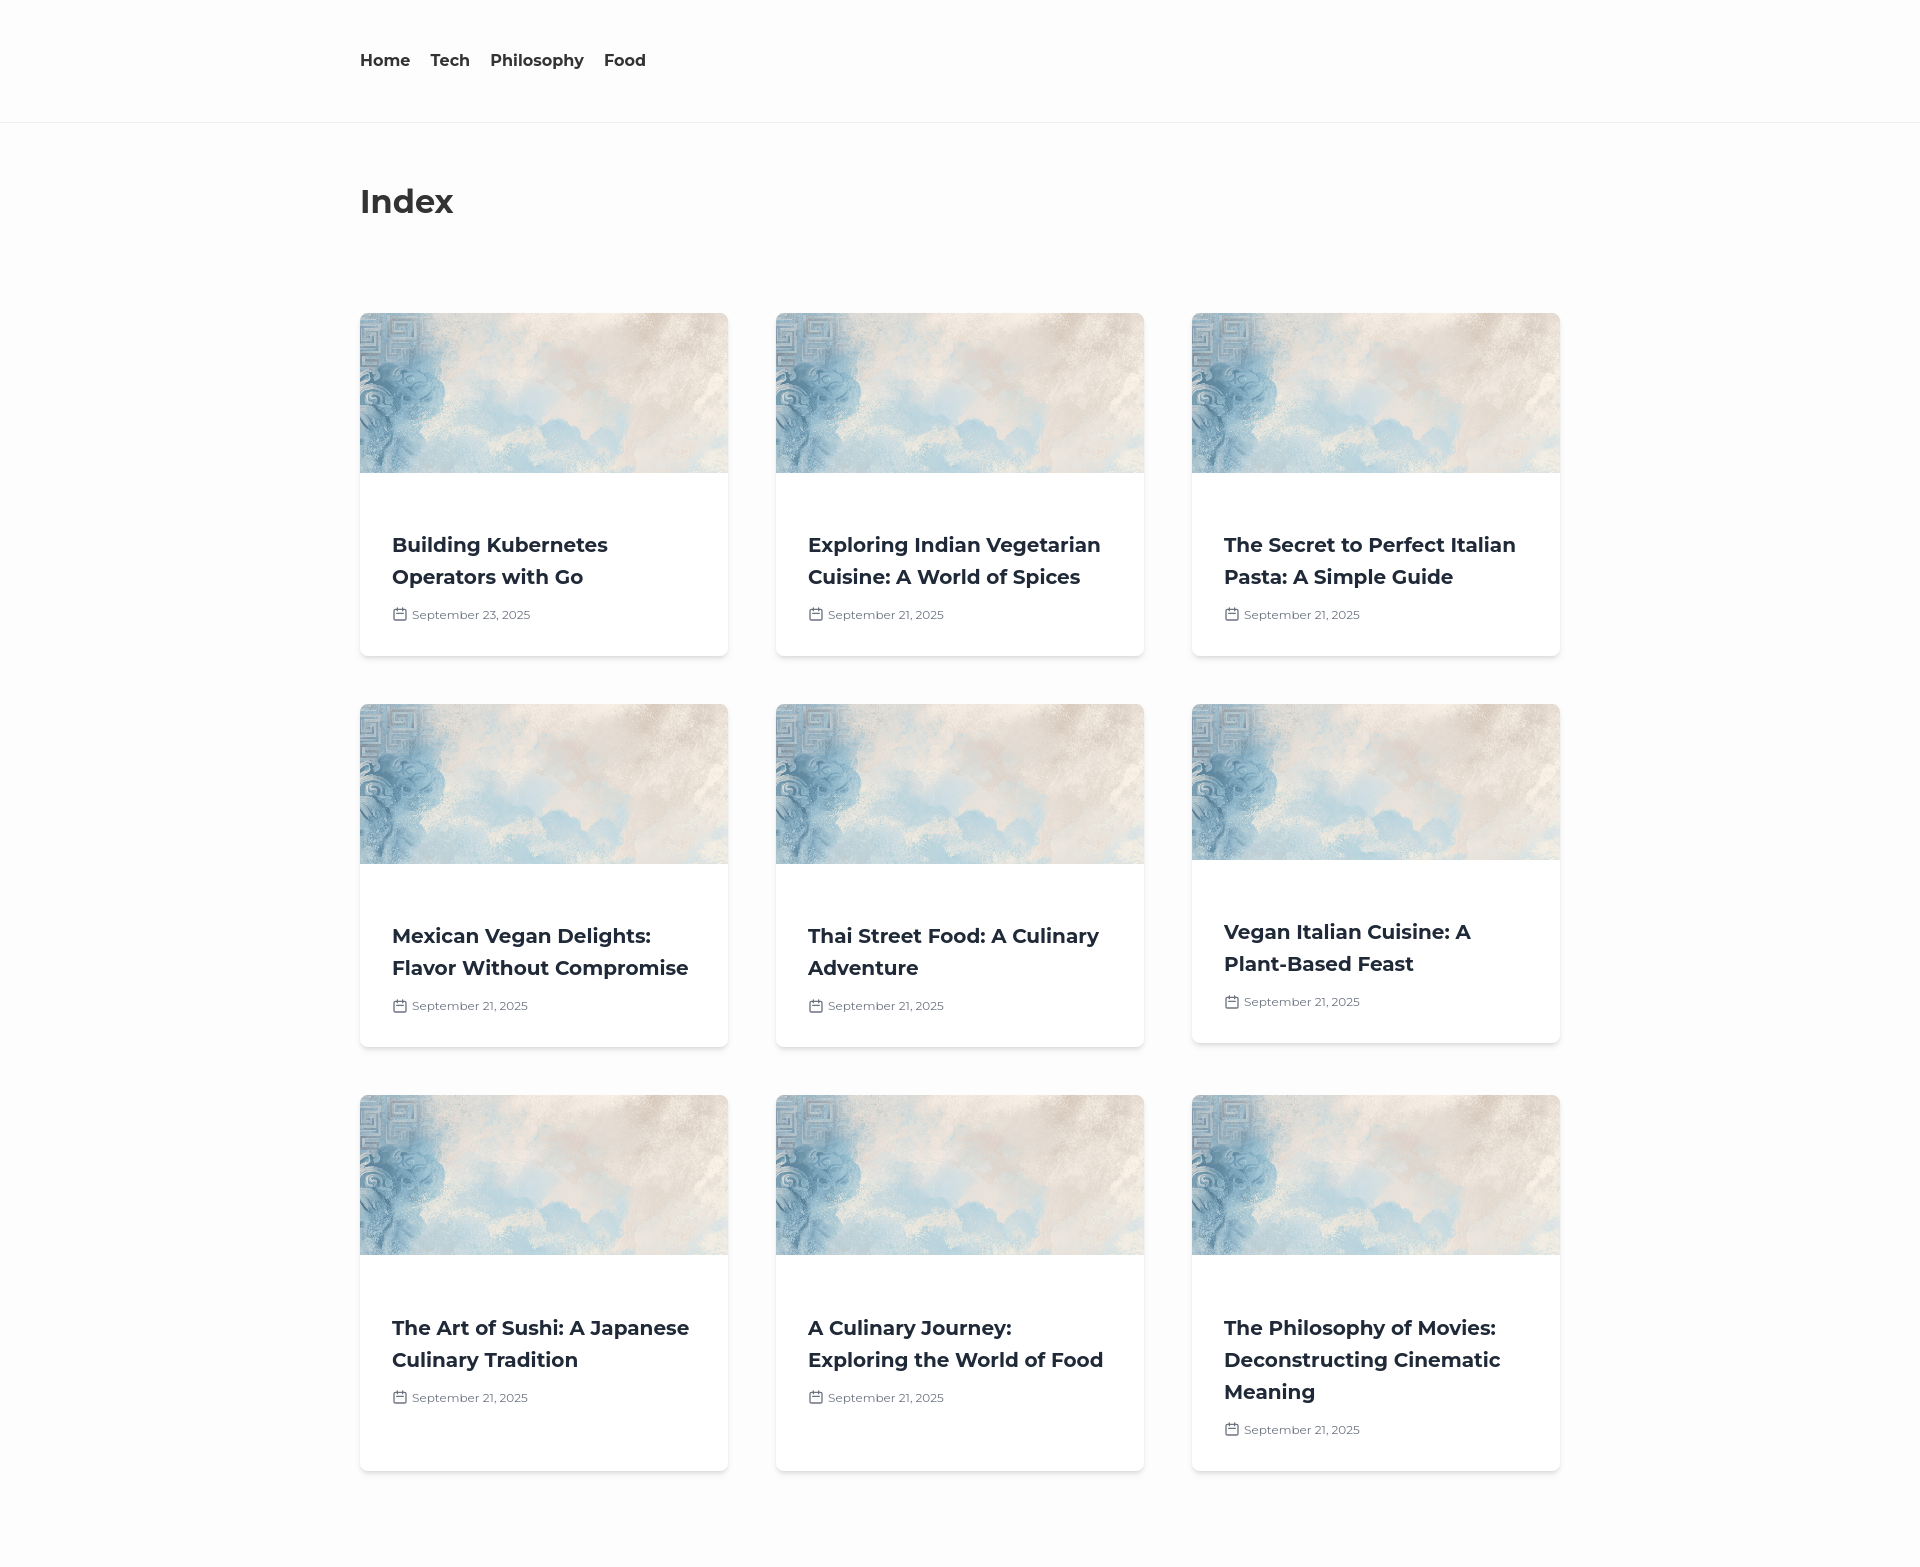 Home Tech Philosophy Food
Index
Building Kubernetes
Operators with Go
September 23, 2025
Exploring Indian Vegetarian
Cuisine: A World of Spices
September 21, 2025
The Secret to Perfect Italian
Pasta: A Simple Guide
September 21, 2025
Mexican Vegan Delights:
Flavor Without Compromise
September 21, 2025
Thai Street Food: A Culinary
Adventure
September 21, 2025
Vegan Italian Cuisine: A
Plant-Based Feast
September 21, 2025
The Art of Sushi: A Japanese
Culinary Tradition
September 21, 2025
A Culinary Journey:
Exploring the World of Food
September 21, 2025
The Philosophy of Movies:
Deconstructing Cinematic
Meaning
September 21, 2025